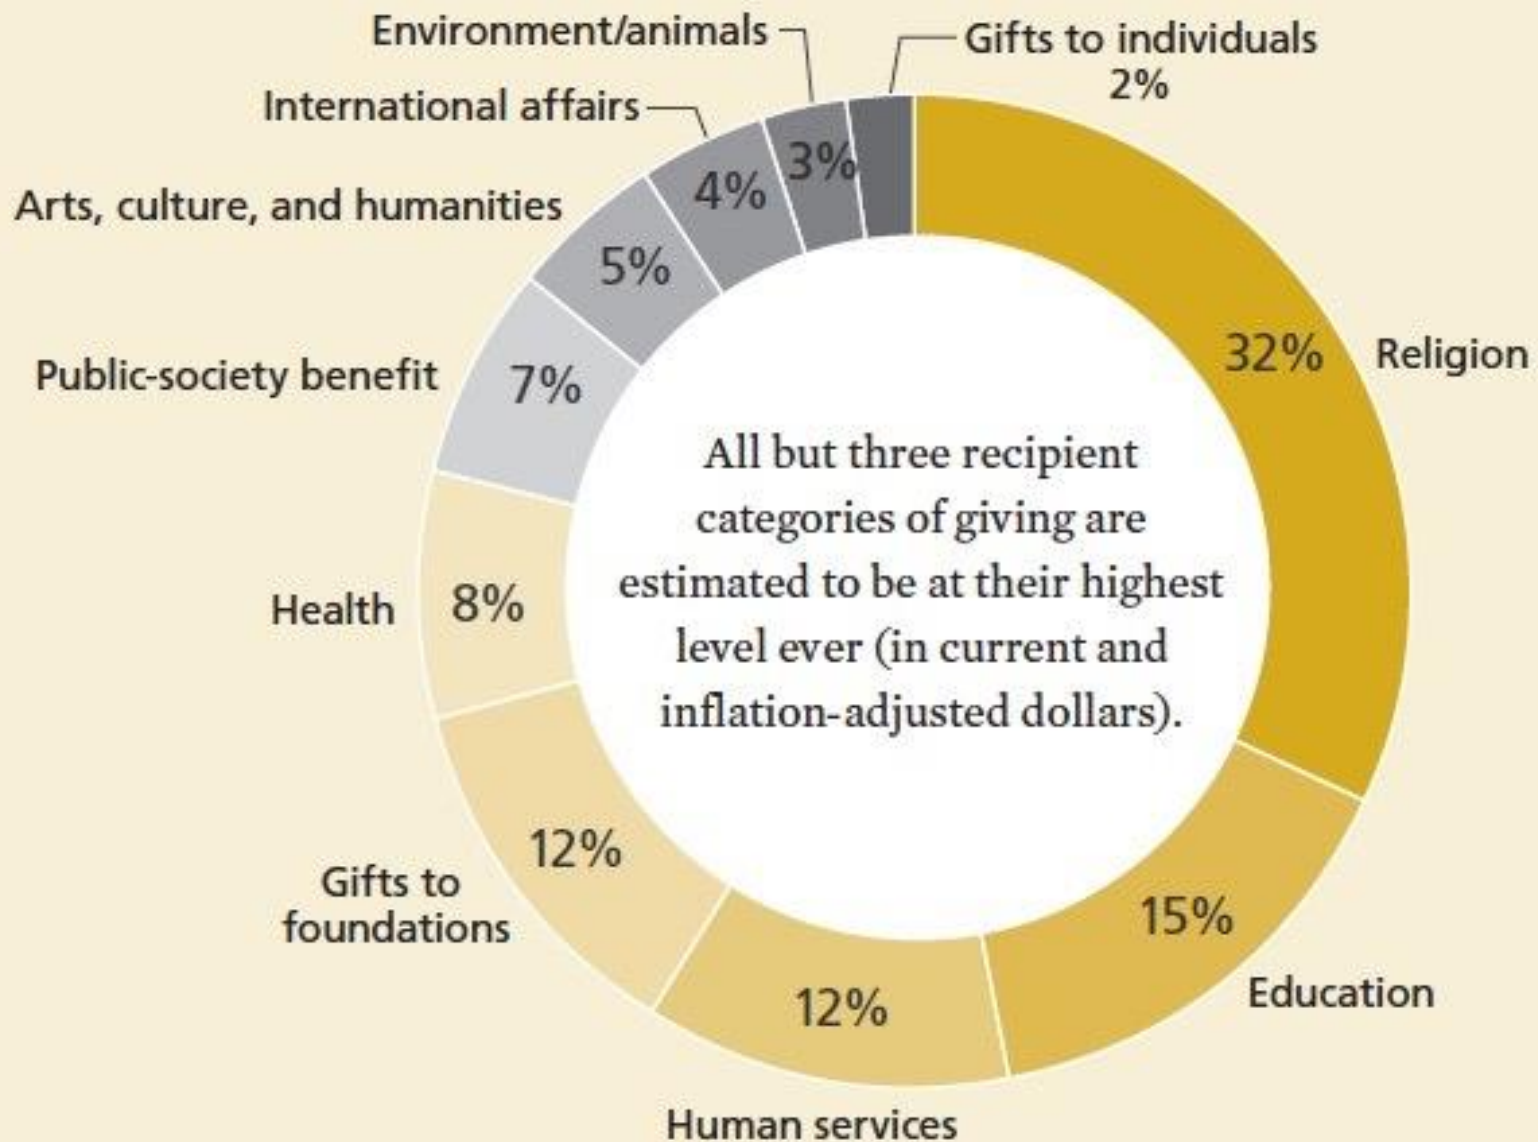 Environment/animals
Gifts to individuals
2%
International affairs
3%
4%
Arts, culture, and humanities
5%
32%
Religion
Public-society benefit
7%
All but three recipient
categories of giving are
estimated to be at their highest
level ever (in current and
inflation-adjusted dollars).
Health
8%
12%
Gifts to
foundations
15%
Education
12%
Human services